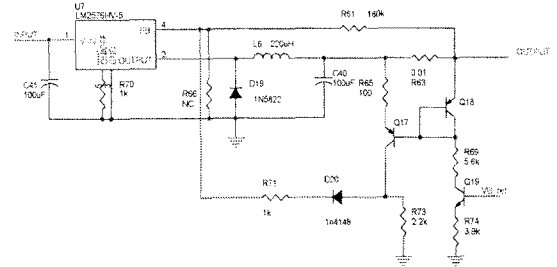 U7
LM2576HV-5
4
R61 180k
INPUT
1
FB
OUTPUT
2
L6 220uH
OUTPUT
0.01
R63
C41
100uF
R70
1k
R66
NC
D19
1N5822
C40
100uF
R65
100
Q18
Q17
R69
5.6k
Q19
R71
1k
D20
1n4148
R73
2.2k
R74
3.9k